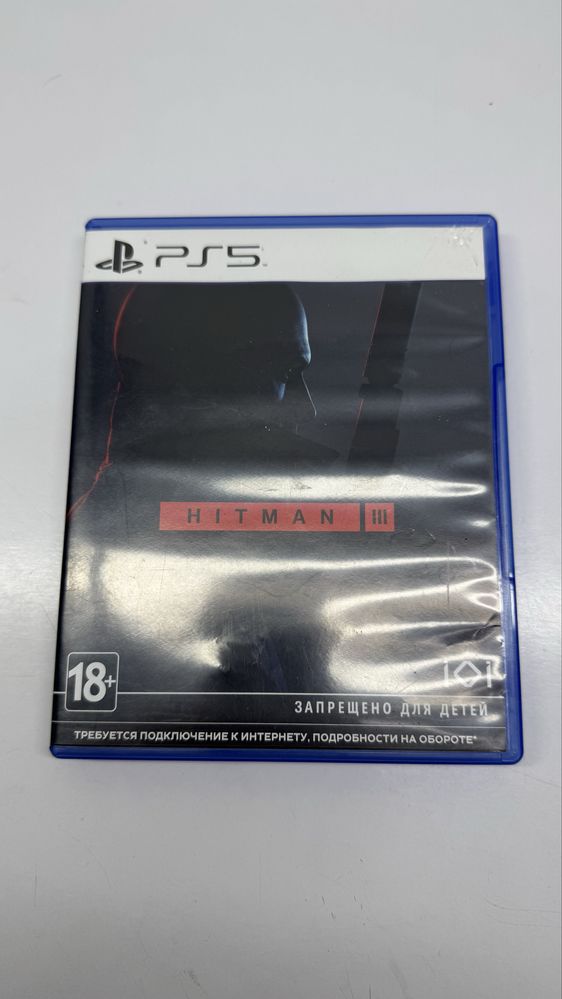 PS5
HITMAN III
18+
ЗАПРЕЩЕНО ДЛЯ ДЕТЕЙ
ТРЕБУЕТСЯ ПОДКЛЮЧЕНИЕ К ИНТЕРНЕТУ, ПОДРОБНОСТИ НА ОБОРОТЕ*